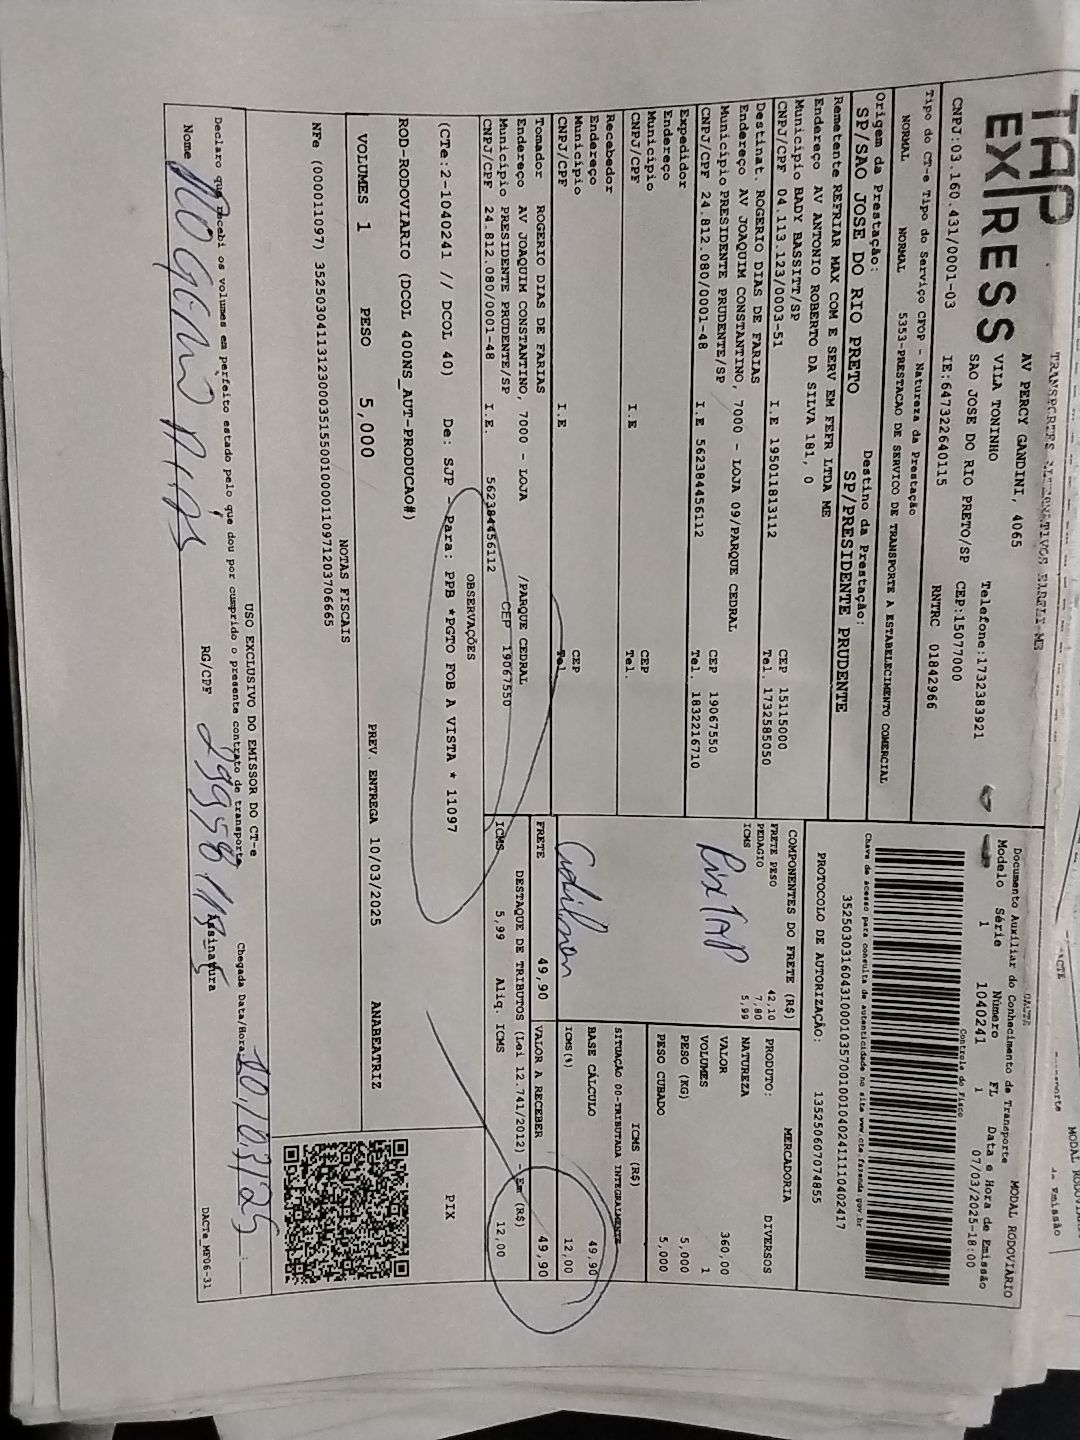 TRANSPORTES ALTERNATIVOS EIRELI-ME
TAP
EXPRESS
AV PERCY GANDINI, 4065
VILA TONINHO
SAO JOSE DO RIO PRETO/SP
Telefone:1732383921
CEP:15077000
CNPJ:03.160.431/0001-03 IE:647322640115 RNTRC 01842966
DACTE
Documento Auxiliar do Conhecimento de Transporte MODAL RODOVIÁRIO
Modelo Série Número FL Data e Hora de Emissão
1 1040241 1 07/03/2025-18:00
Controle do Fisco
Chave de acesso para consulta de autenticidade no site www.cte.fazenda.gov.br
35250303160431000103570010010402411110402417
PROTOCOLO DE AUTORIZAÇÃO: 135250607074855
Tipo do CT-e Tipo do Serviço CFOP - Natureza da Prestação
NORMAL NORMAL 5353-PRESTACAO DE SERVICO DE TRANSPORTE A ESTABELECIMENTO COMERCIAL
Origem da Prestação: Destino da Prestação:
SP/SAO JOSE DO RIO PRETO SP/PRESIDENTE PRUDENTE
Remetente REFRIAR MAX COM E SERV EM FEFR LTDA ME
Endereço AV ANTONIO ROBERTO DA SILVA 181, 0
Município BADY BASSITT/SP CEP 15115000
CNPJ/CPF 04.113.123/0003-51 I.E 195011813112 Tel. 1732585050
Destinat. ROGERIO DIAS DE FARIAS
Endereço AV JOAQUIM CONSTANTINO, 7000 - LOJA 09/PARQUE CEDRAL
Município PRESIDENTE PRUDENTE/SP CEP 19067550
CNPJ/CPF 24.812.080/0001-48 I.E 562384456112 Tel. 1832216710
Expedidor
Endereço
Município CEP
CNPJ/CPF I.E Tel.
Recebedor
Endereço
Município CEP
CNPJ/CPF I.E Tel.
Tomador ROGERIO DIAS DE FARIAS
Endereço AV JOAQUIM CONSTANTINO, 7000 - LOJA /PARQUE CEDRAL
Município PRESIDENTE PRUDENTE/SP CEP 19067550
CNPJ/CPF 24.812.080/0001-48 I.E. 562384456112
COMPONENTES DO FRETE (R$)
FRETE PESO 42,10
PEDAGIO 7,80
ICMS 5,99
Pix TAP
PRODUTO: MERCADORIA
NATUREZA DIVERSOS
VALOR 360,00
VOLUMES 1
PESO (KG) 5,000
PESO CUBADO 5,000
ICMS (R$)
SITUAÇÃO 00-TRIBUTADA INTEGRALMENTE
BASE CÁLCULO 49,90
ICMS(%) 12,00
FRETE 49,90 VALOR A RECEBER 49,90
DESTAQUE DE TRIBUTOS (Lei 12.741/2012) - Em (R$)
ICMS 5,99 Aliq. ICMS 12,00
OBSERVAÇÕES
(CTe:2-1040241 // DCOL 40) De: SJP - Para: PPB *PGTO FOB A VISTA * 11097
PIX
ROD-RODOVIARIO (DCOL 400NS_AUT-PRODUCAO#)
VOLUMES 1 PESO 5,000 PREV. ENTREGA 10/03/2025 ANABEATRIZ
NOTAS FISCAIS
NFe (000011097) 35250304113123000351550010000110971203706665
USO EXCLUSIVO DO EMISSOR DO CT-e
Declaro que recebi os volumes em perfeito estado pelo que dou por cumprido o presente contrato de transporte.
Chegada Data/Hora 10/03/25 :
Nome RG/CPF Assinatura
DACTe_MF06-31